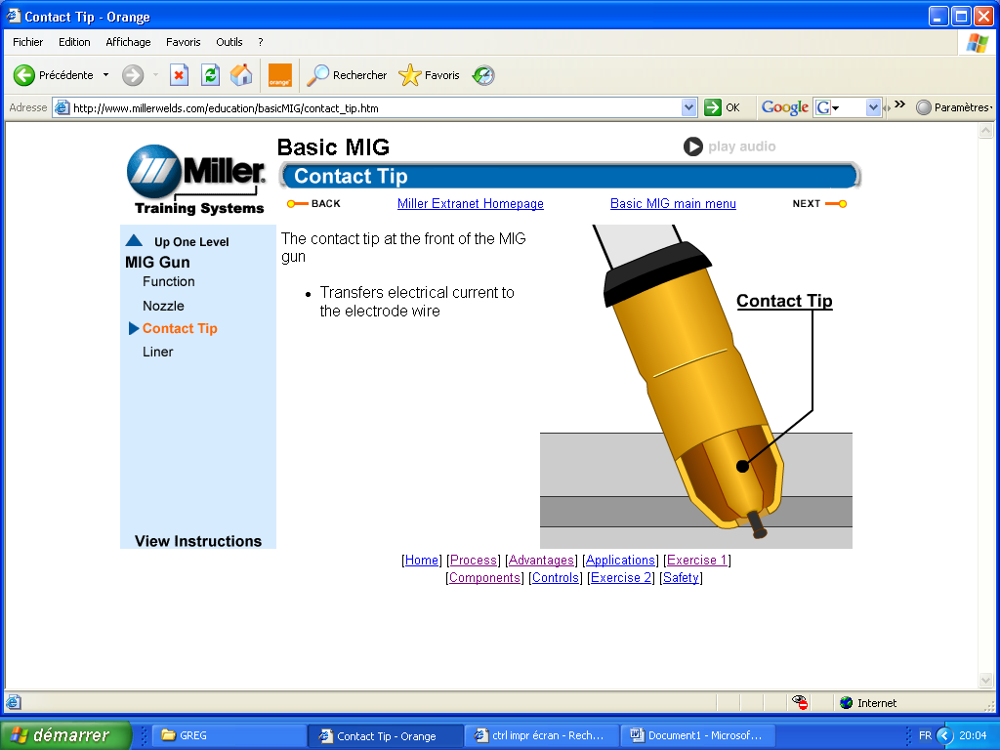 Contact Tip - Orange
Fichier Edition Affichage Favoris Outils ?
Précédente Rechercher Favoris
orange
Adresse http://www.millerwelds.com/education/basicMIG/contact_tip.htm OK Google G Paramètres
Basic MIG
play audio
Miller.
Training Systems
Contact Tip
BACK Miller Extranet Homepage Basic MIG main menu NEXT
Up One Level
MIG Gun
Function
Nozzle
Contact Tip
Liner
View Instructions
The contact tip at the front of the MIG
gun
• Transfers electrical current to
the electrode wire
Contact Tip
[Home] [Process] [Advantages] [Applications] [Exercise 1]
[Components] [Controls] [Exercise 2] [Safety]
Internet
démarrer GREG Contact Tip - Orange ctrl impr écran - Rech... Document1 - Microsof... FR 20:04